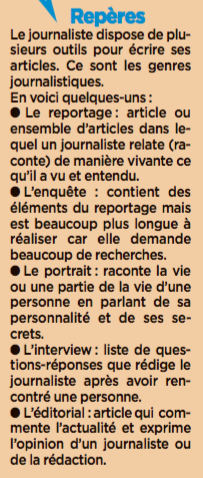 Repères
Le journaliste dispose de plu-
sieurs outils pour écrire ses
articles. Ce sont les genres
journalistiques.
En voici quelques-uns :
● Le reportage : article ou
ensemble d'articles dans le-
quel un journaliste relate (ra-
conte) de manière vivante ce
qu'il a vu et entendu.
● L'enquête : contient des
éléments du reportage mais
est beaucoup plus longue à
réaliser car elle demande
beaucoup de recherches.
● Le portrait : raconte la vie
ou une partie de la vie d'une
personne en parlant de sa
personnalité et de ses se-
crets.
● L'interview : liste de ques-
tions-réponses que rédige le
journaliste après avoir ren-
contré une personne.
● L'éditorial : article qui com-
mente l'actualité et exprime
l'opinion d'un journaliste ou
de la rédaction.